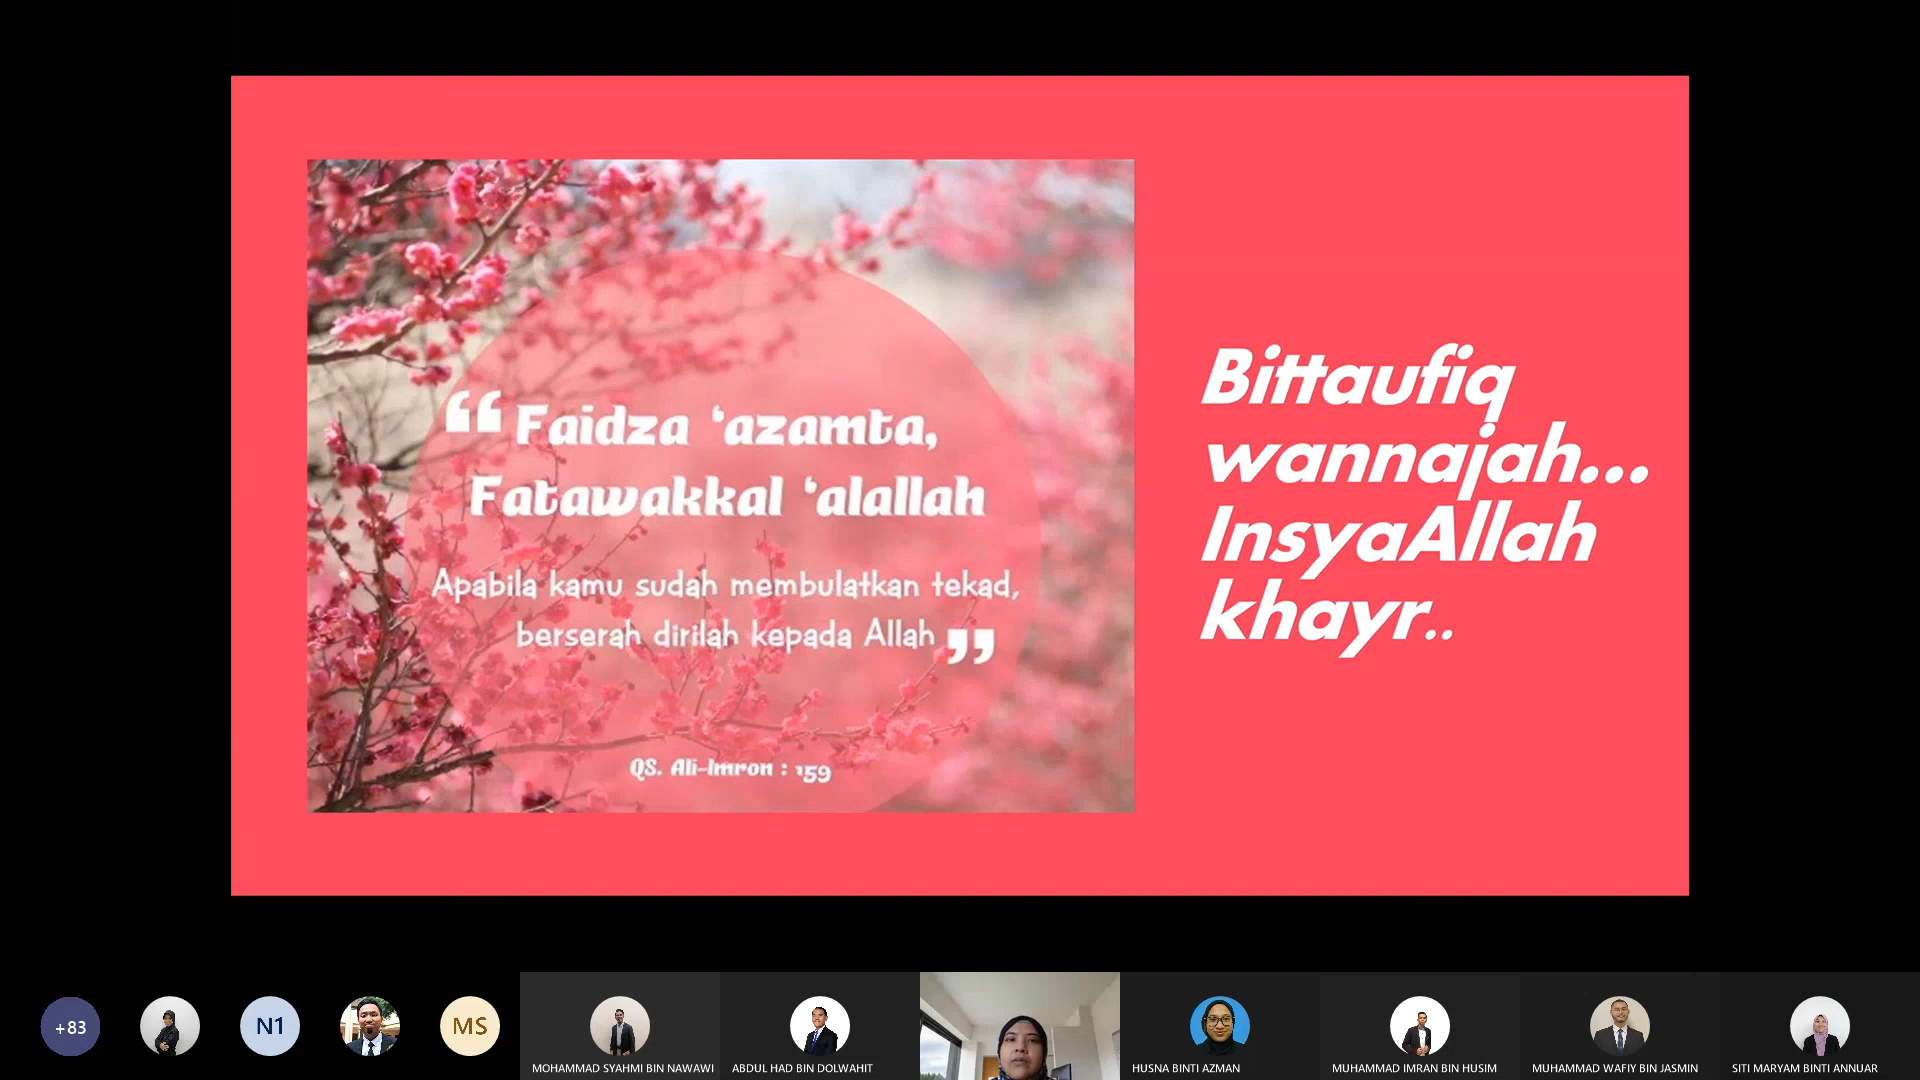 “Faidza ‘azamta,
Fatawakkal ‘alallah
Apabila kamu sudah membulatkan tekad,
berserah dirilah kepada Allah”
QS. Ali-Imron : 159
Bittaufiq
wannajah...
InsyaAllah
khayr..
+83
N1
MS
MOHAMMAD SYAHMI BIN NAWAWI
ABDUL HAD BIN DOLWAHIT
HUSNA BINTI AZMAN
MUHAMMAD IMRAN BIN HUSIM
MUHAMMAD WAFIY BIN JASMIN
SITI MARYAM BINTI ANNUAR